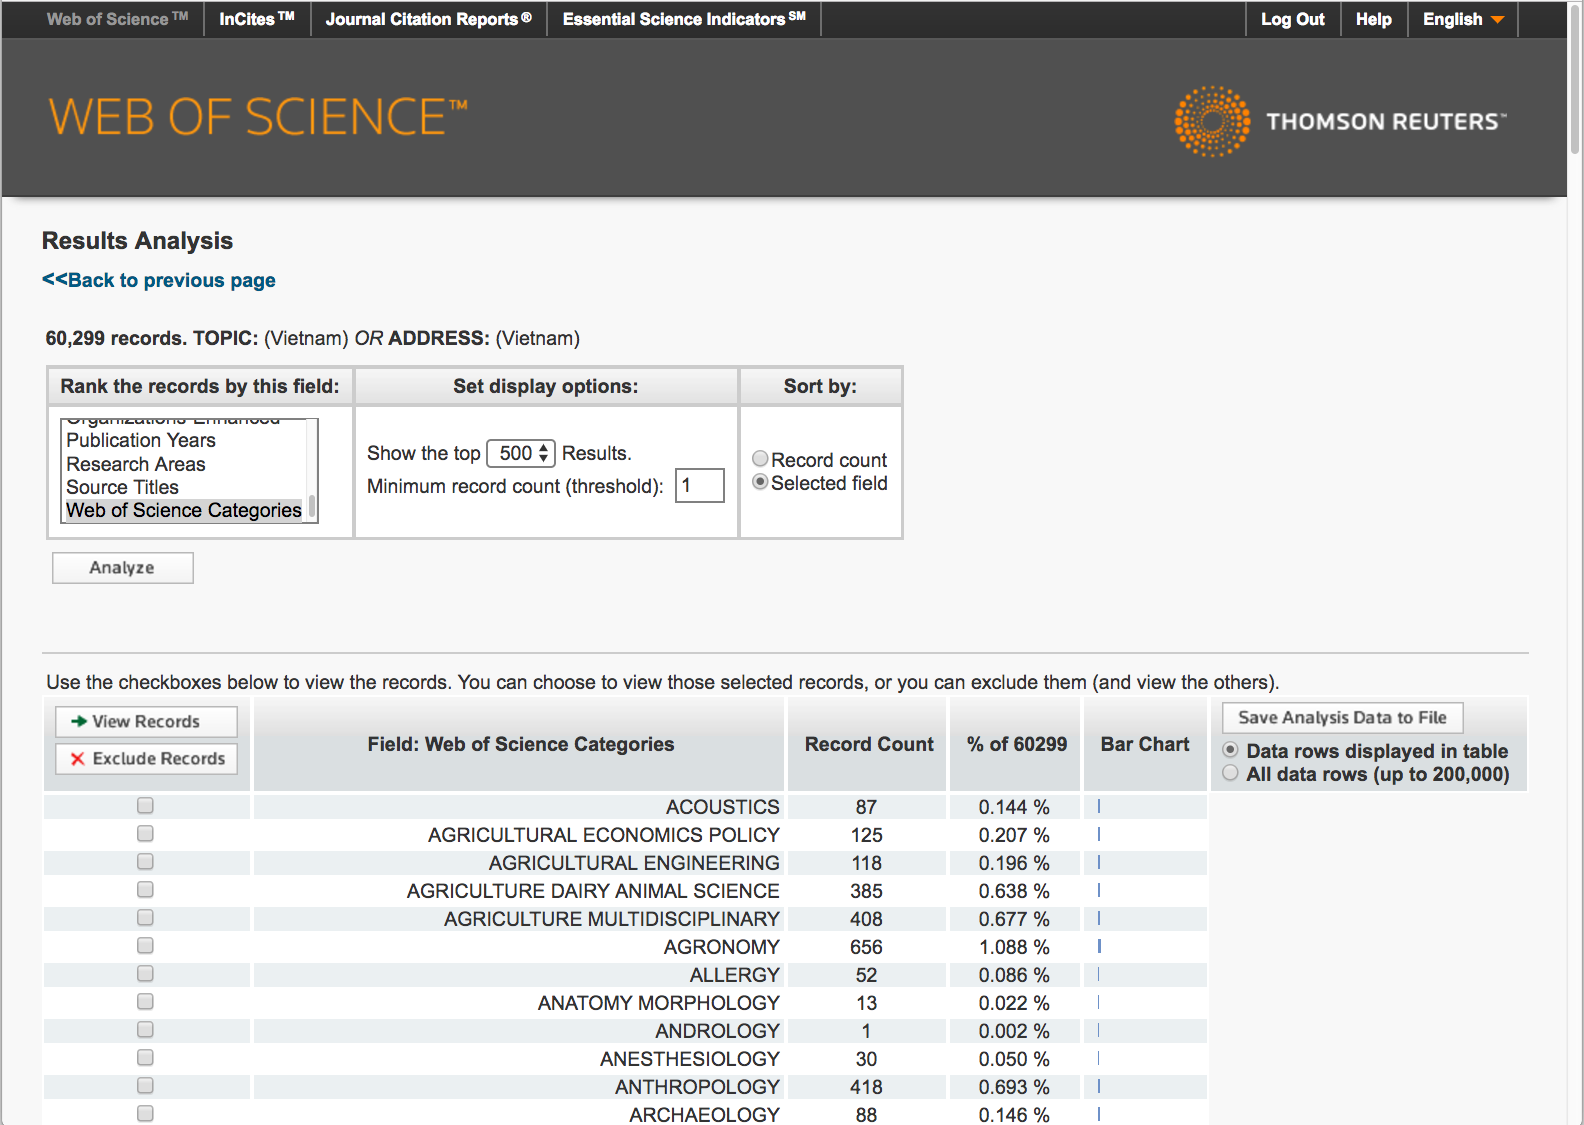 Web of Science™ InCites™ Journal Citation Reports® Essential Science Indicators℠ Log Out Help English
WEB OF SCIENCE™
THOMSON REUTERS™
Results Analysis
<<Back to previous page
60,299 records. TOPIC: (Vietnam) OR ADDRESS: (Vietnam)
Rank the records by this field: Set display options: Sort by:
Organizations-Enhanced
Publication Years
Research Areas
Source Titles
Web of Science Categories
Show the top 500 Results.
Minimum record count (threshold): 1
Record count
Selected field
Analyze
Use the checkboxes below to view the records. You can choose to view those selected records, or you can exclude them (and view the others).
View Records
Exclude Records
Field: Web of Science Categories Record Count % of 60299 Bar Chart
Save Analysis Data to File
Data rows displayed in table
All data rows (up to 200,000)
ACOUSTICS 87 0.144 %
AGRICULTURAL ECONOMICS POLICY 125 0.207 %
AGRICULTURAL ENGINEERING 118 0.196 %
AGRICULTURE DAIRY ANIMAL SCIENCE 385 0.638 %
AGRICULTURE MULTIDISCIPLINARY 408 0.677 %
AGRONOMY 656 1.088 %
ALLERGY 52 0.086 %
ANATOMY MORPHOLOGY 13 0.022 %
ANDROLOGY 1 0.002 %
ANESTHESIOLOGY 30 0.050 %
ANTHROPOLOGY 418 0.693 %
ARCHAEOLOGY 88 0.146 %